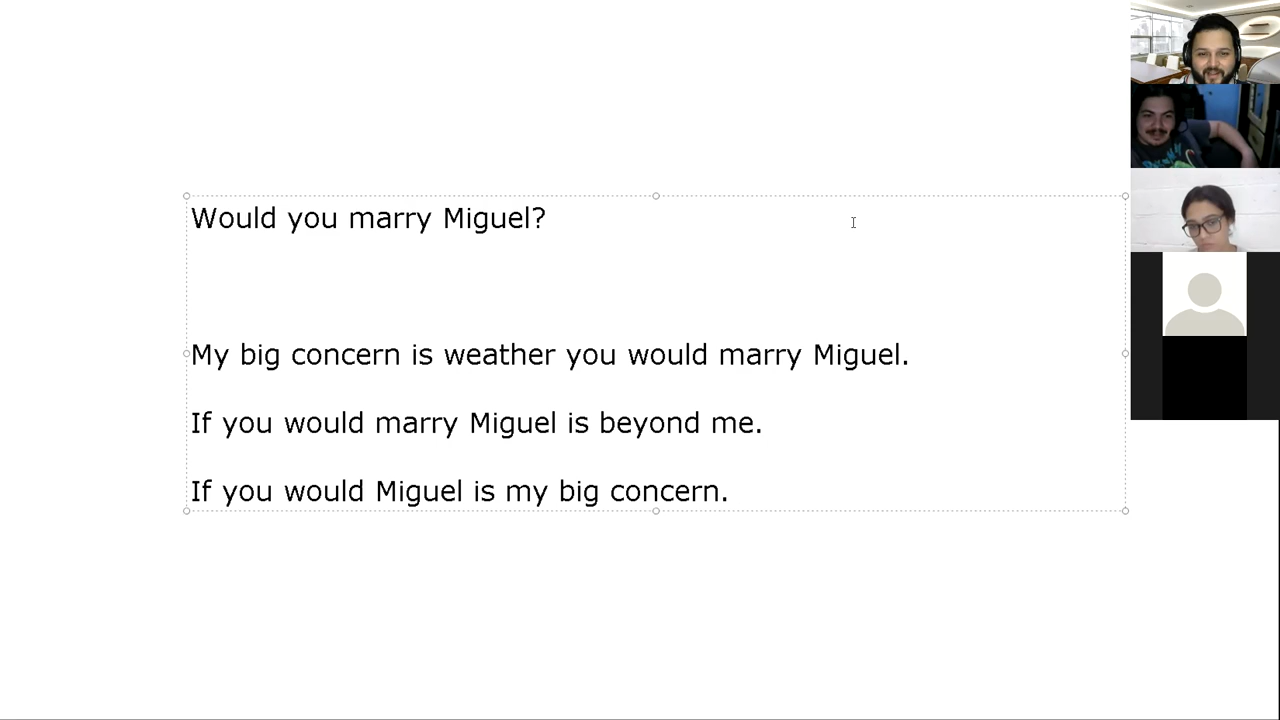 Would you marry Miguel?
My big concern is weather you would marry Miguel.
If you would marry Miguel is beyond me.
If you would Miguel is my big concern.